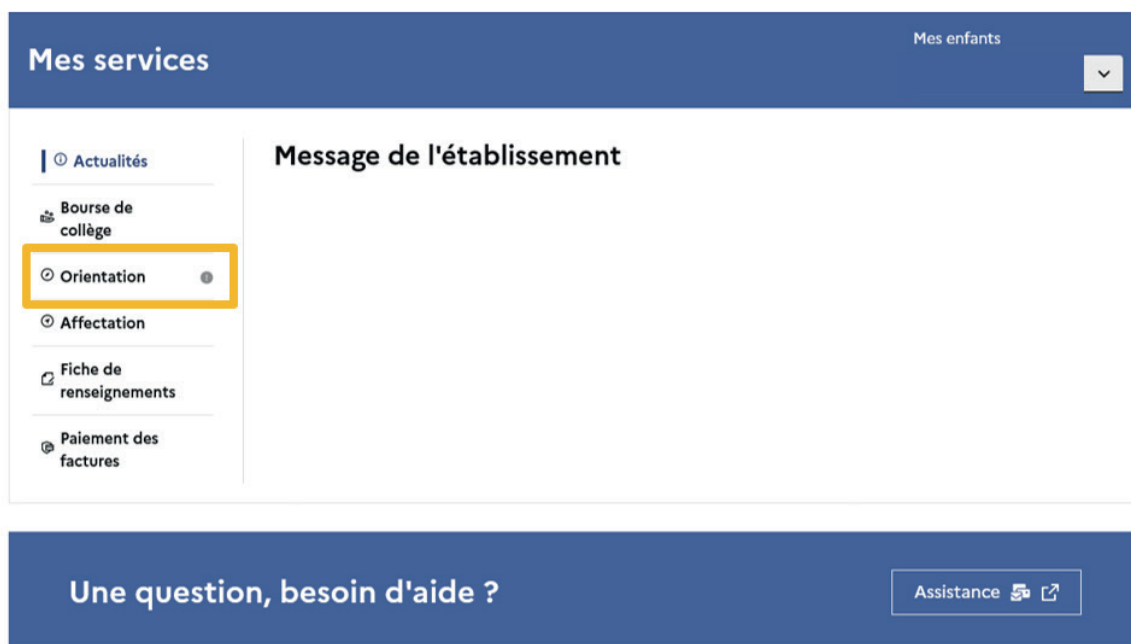 Mes services
Mes enfants
Actualités
Message de l'établissement
Bourse de
collège
Orientation
Affectation
Fiche de
renseignements
Paiement des
factures
Une question, besoin d'aide ?
Assistance